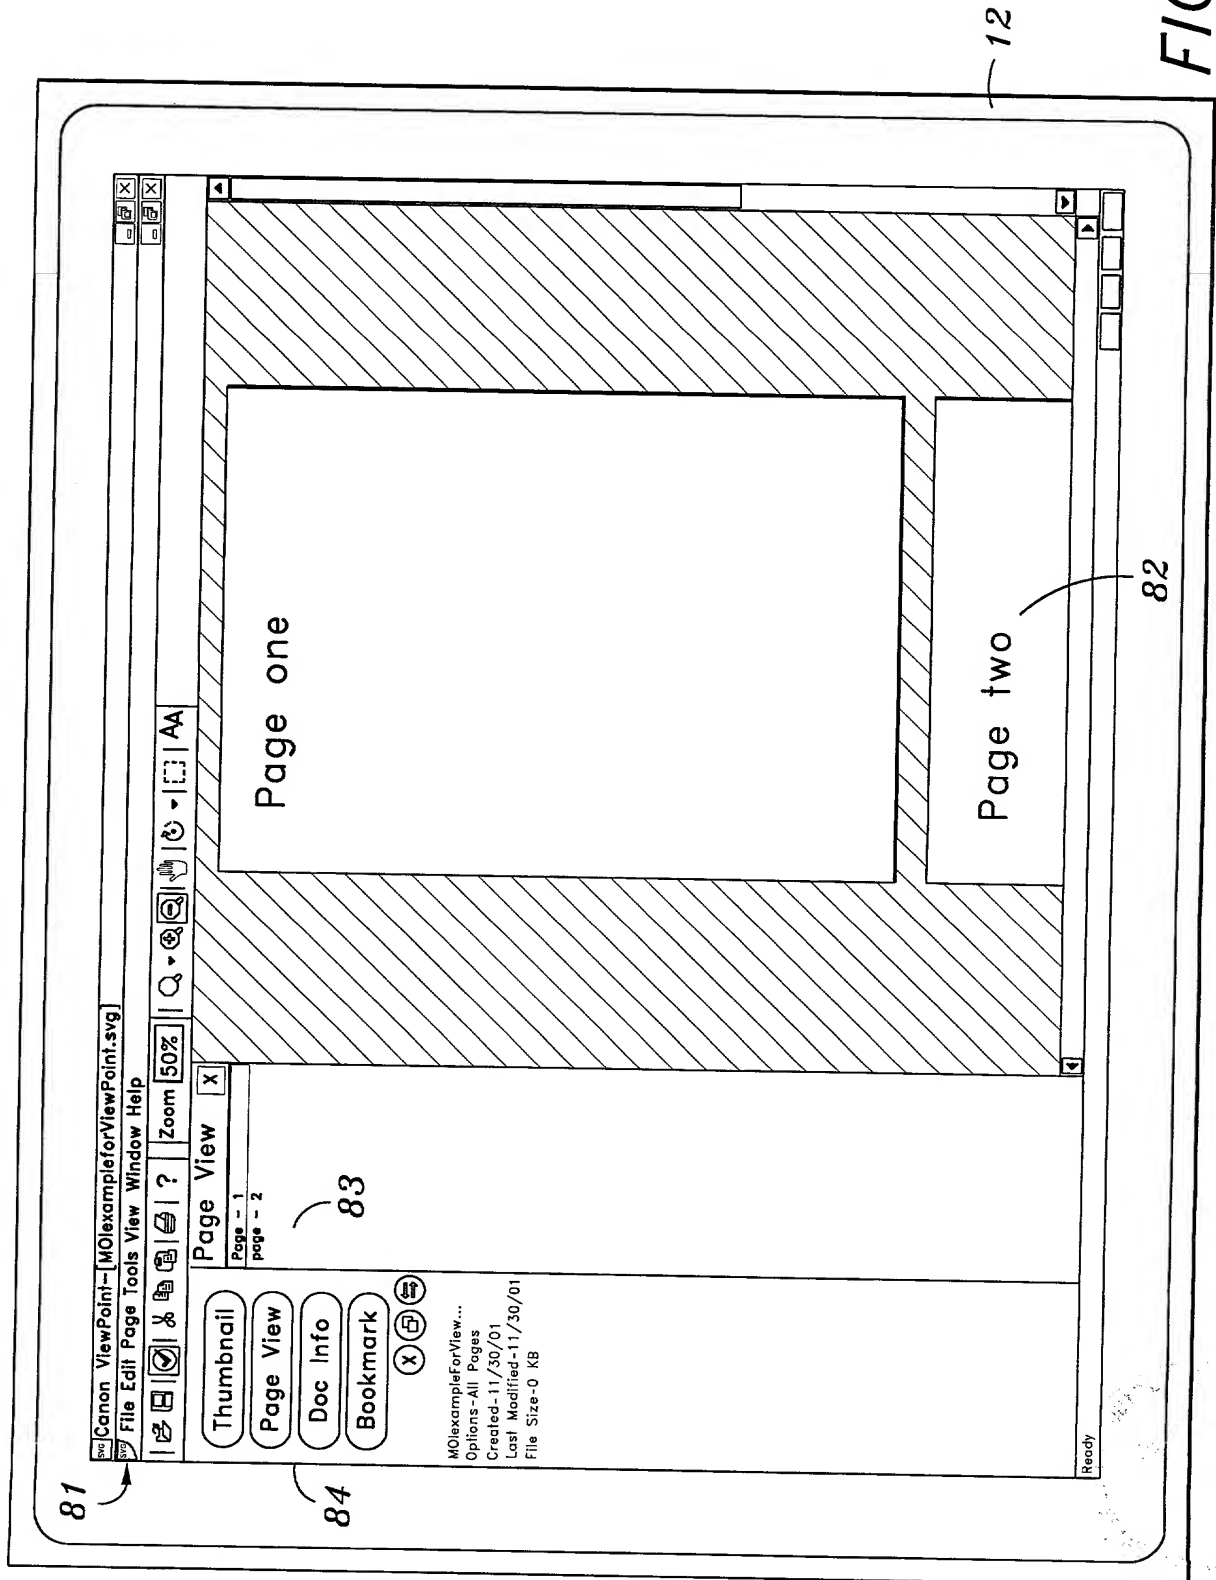 81
SVG Canon ViewPoint-[MOIexampleforViewPoint.svg]
SVG File Edit Page Tools View Window Help
? Zoom 50% AA
Thumbnail
Page View
Doc Info
Bookmark
84
MOIexampleForView...
Options-All Pages
Created-11/30/01
Last Modified-11/30/01
File Size-0 KB
Page View X
Page - 1
page - 2
83
Page one
Page two
82
Ready
12
FIG